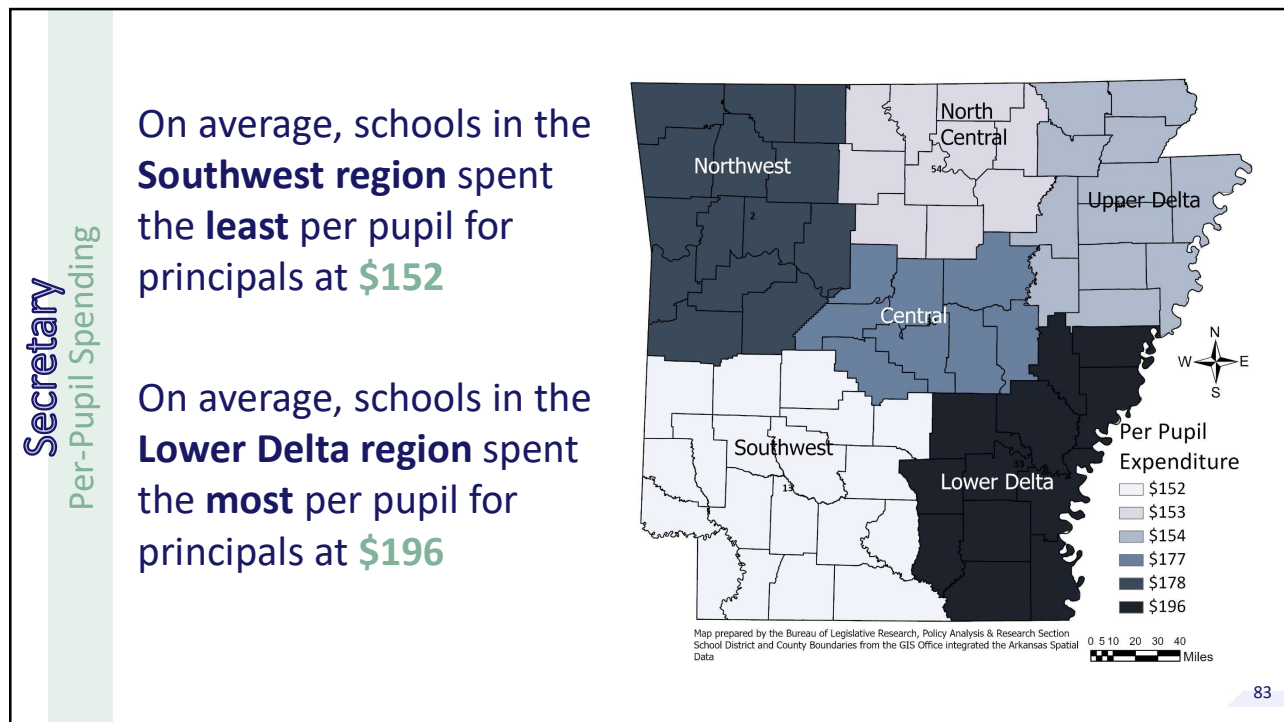 Secretary
Per-Pupil Spending
On average, schools in the
Southwest region spent
the least per pupil for
principals at $152
On average, schools in the
Lower Delta region spent
the most per pupil for
principals at $196
North
Central
54
Northwest
2
Upper Delta
Central
Southwest
13
Lower Delta
33
N
W E
S
Per Pupil
Expenditure
$152
$153
$154
$177
$178
$196
Map prepared by the Bureau of Legislative Research, Policy Analysis & Research Section
School District and County Boundaries from the GIS Office integrated the Arkansas Spatial
Data
0 5 10 20 30 40
Miles
83